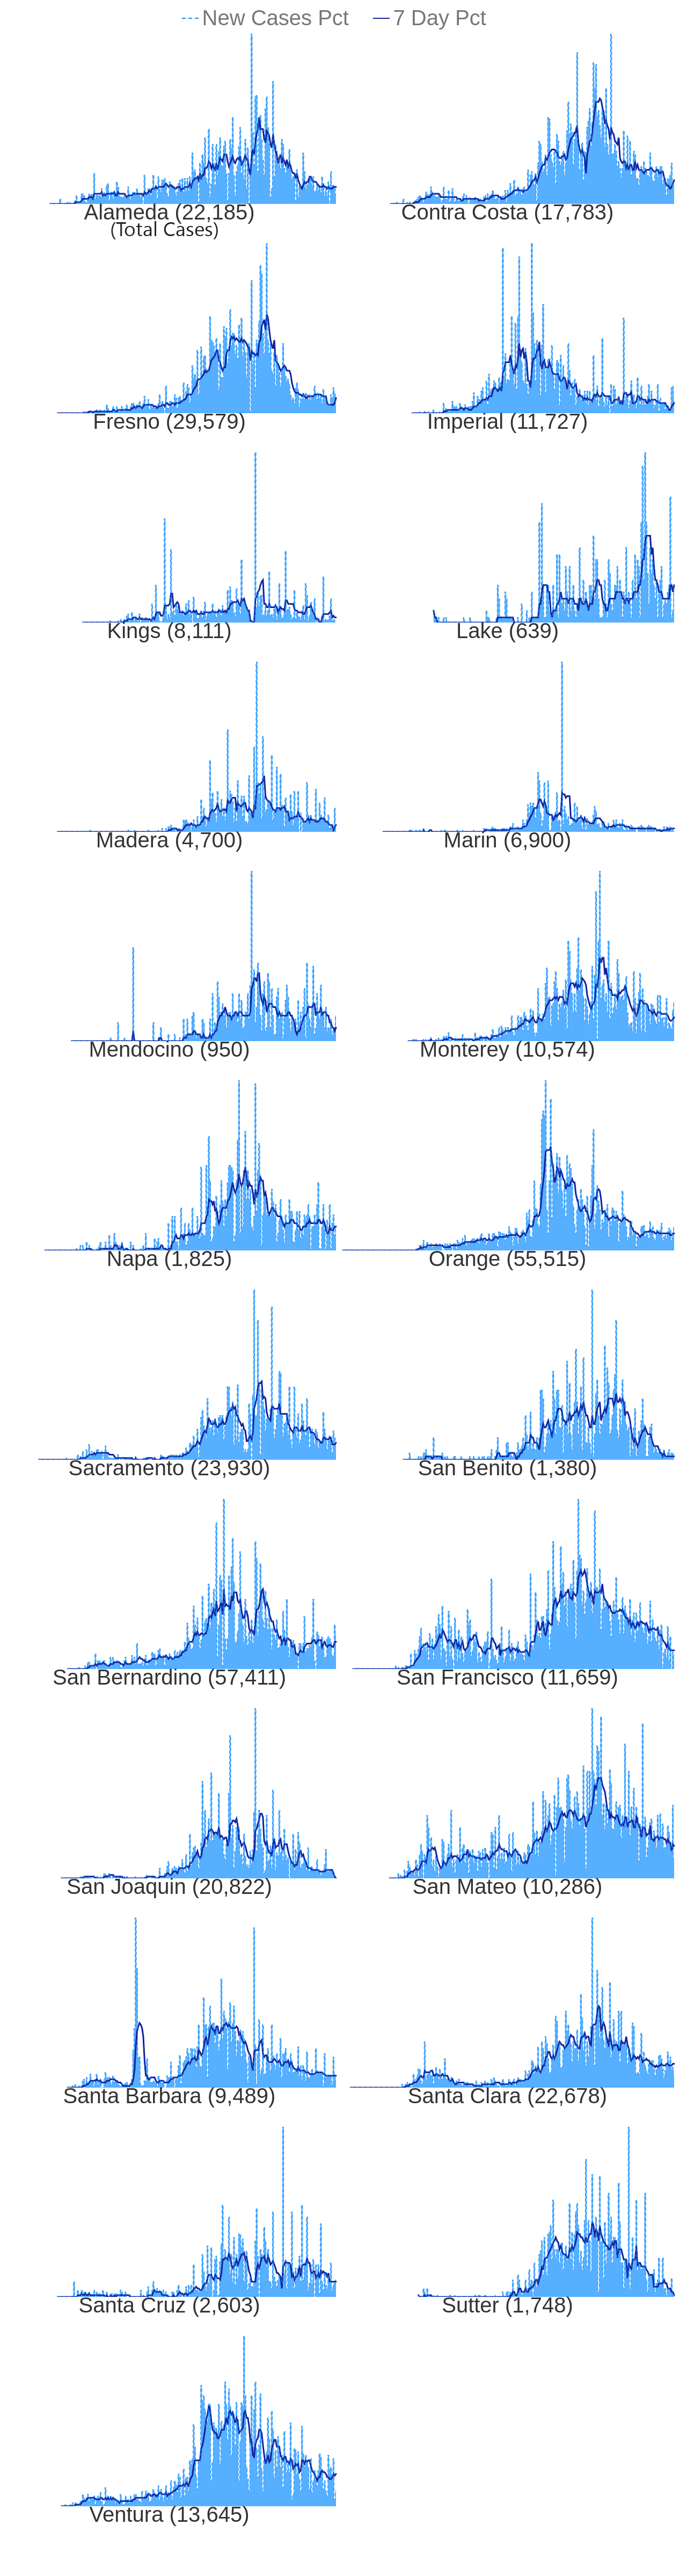 New Cases Pct 7 Day Pct
Alameda (22,185) Contra Costa (17,783)
(Total Cases)
Fresno (29,579) Imperial (11,727)
Kings (8,111) Lake (639)
Madera (4,700) Marin (6,900)
Mendocino (950) Monterey (10,574)
Napa (1,825) Orange (55,515)
Sacramento (23,930) San Benito (1,380)
San Bernardino (57,411) San Francisco (11,659)
San Joaquin (20,822) San Mateo (10,286)
Santa Barbara (9,489) Santa Clara (22,678)
Santa Cruz (2,603) Sutter (1,748)
Ventura (13,645)